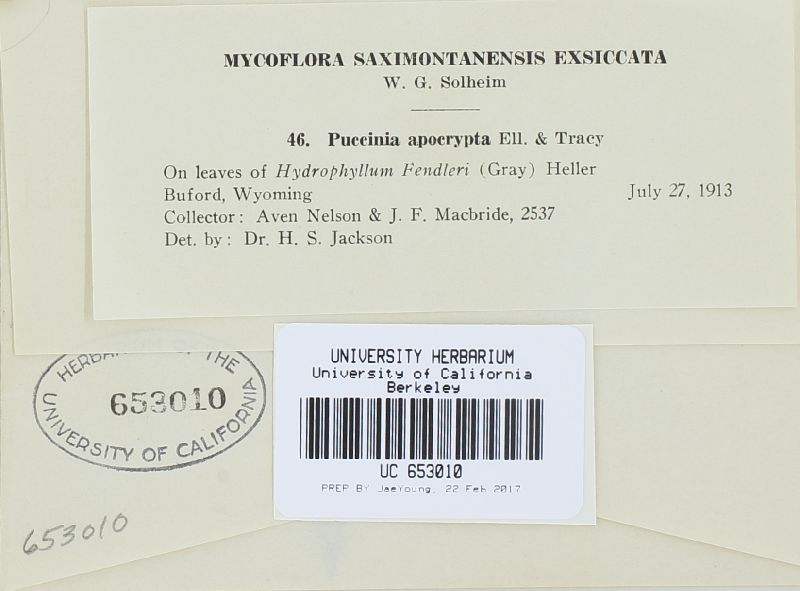 MYCOFLORA SAXIMONTANENSIS EXSICCATA
W. G. Solheim
46. Puccinia apocrypta Ell. & Tracy
On leaves of Hydrophyllum Fendleri (Gray) Heller
Buford, Wyoming July 27, 1913
Collector: Aven Nelson & J. F. Macbride, 2537
Det. by: Dr. H. S. Jackson
THE
653010
UNIVERSITY OF CALIFORNIA
UNIVERSITY HERBARIUM
University of California
Berkeley
UC 653010
PREP BY JaeYoung, 22 Feb 2017
653010